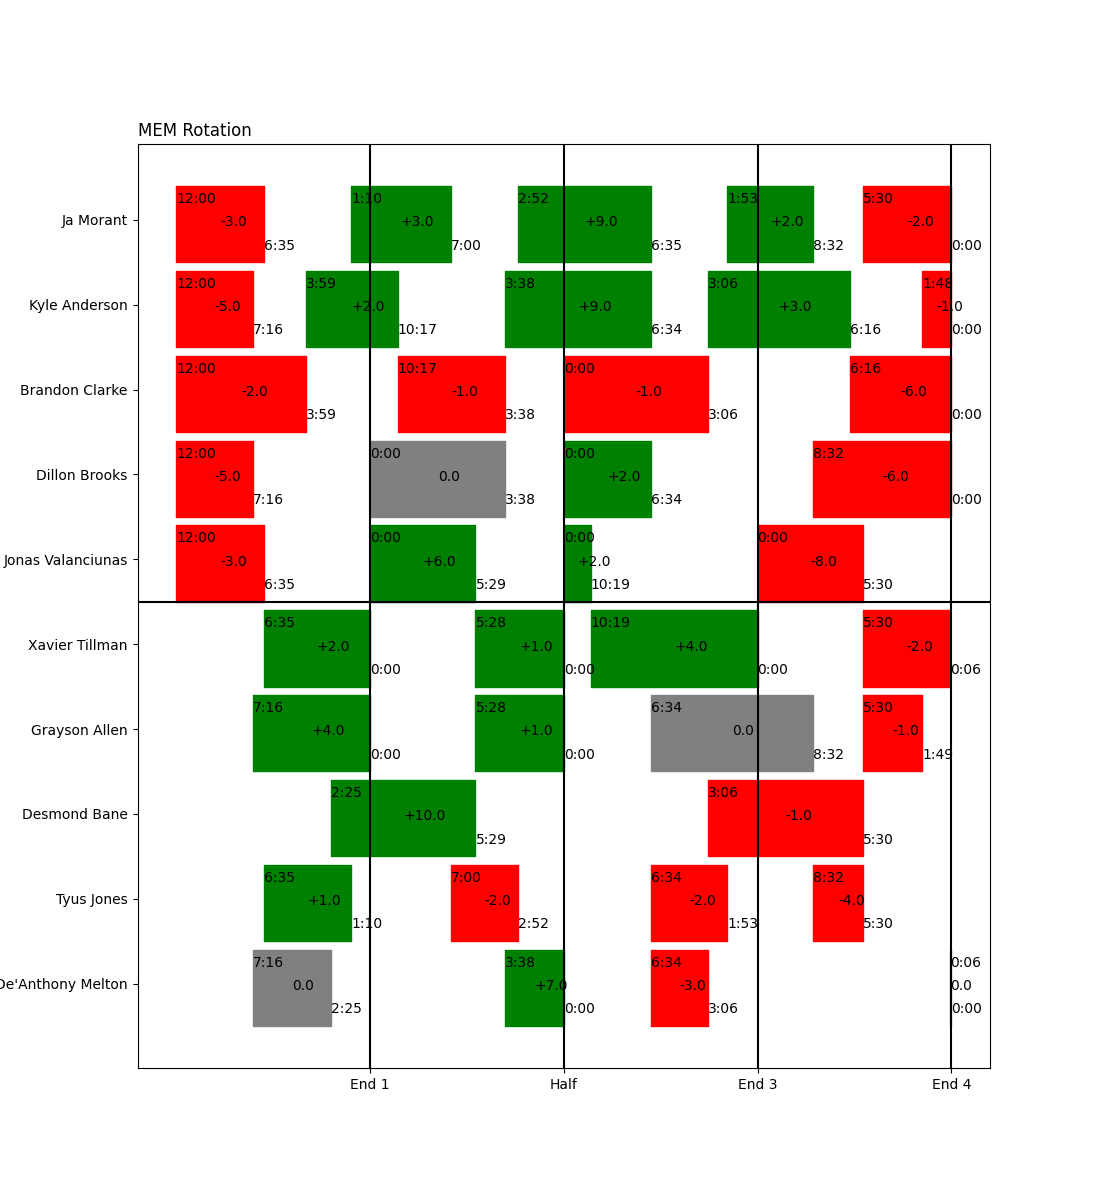 MEM Rotation
Ja Morant 12:00 -3.0 6:35 1:10 +3.0 7:00 2:52 +9.0 6:35 1:53 +2.0 8:32 5:30 -2.0 0:00
Kyle Anderson 12:00 -5.0 7:16 3:59 +2.0 10:17 3:38 +9.0 6:34 3:06 +3.0 6:16 1:48 -1.0 0:00
Brandon Clarke 12:00 -2.0 3:59 10:17 -1.0 3:38 0:00 -1.0 3:06 6:16 -6.0 0:00
Dillon Brooks 12:00 -5.0 7:16 0:00 0.0 3:38 0:00 +2.0 6:34 8:32 -6.0 0:00
Jonas Valanciunas 12:00 -3.0 6:35 0:00 +6.0 5:29 0:00 +2.0 10:19 0:00 -8.0 5:30
Xavier Tillman 6:35 +2.0 0:00 5:28 +1.0 0:00 10:19 +4.0 0:00 5:30 -2.0 0:06
Grayson Allen 7:16 +4.0 0:00 5:28 +1.0 0:00 6:34 0.0 8:32 5:30 -1.0 1:49
Desmond Bane 2:25 +10.0 5:29 3:06 -1.0 5:30
Tyus Jones 6:35 +1.0 1:10 7:00 -2.0 2:52 6:34 -2.0 1:53 8:32 -4.0 5:30
De'Anthony Melton 7:16 0.0 2:25 3:38 +7.0 0:00 6:34 -3.0 3:06 0:06 0.0 0:00
End 1 Half End 3 End 4